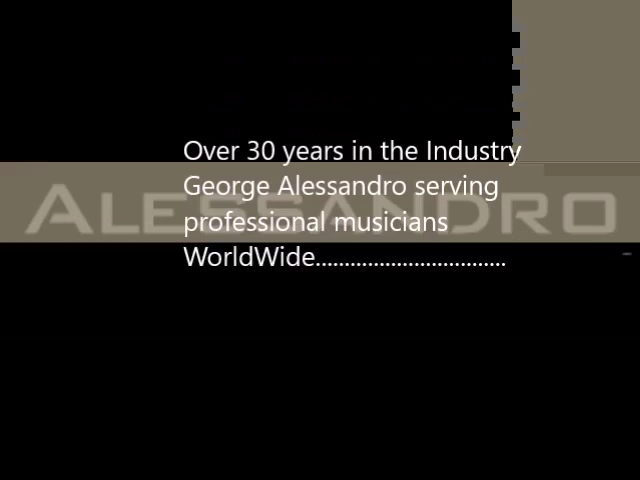 Over 30 years in the Industry
George Alessandro serving
professional musicians
WorldWide.................................
ALESSANDRO